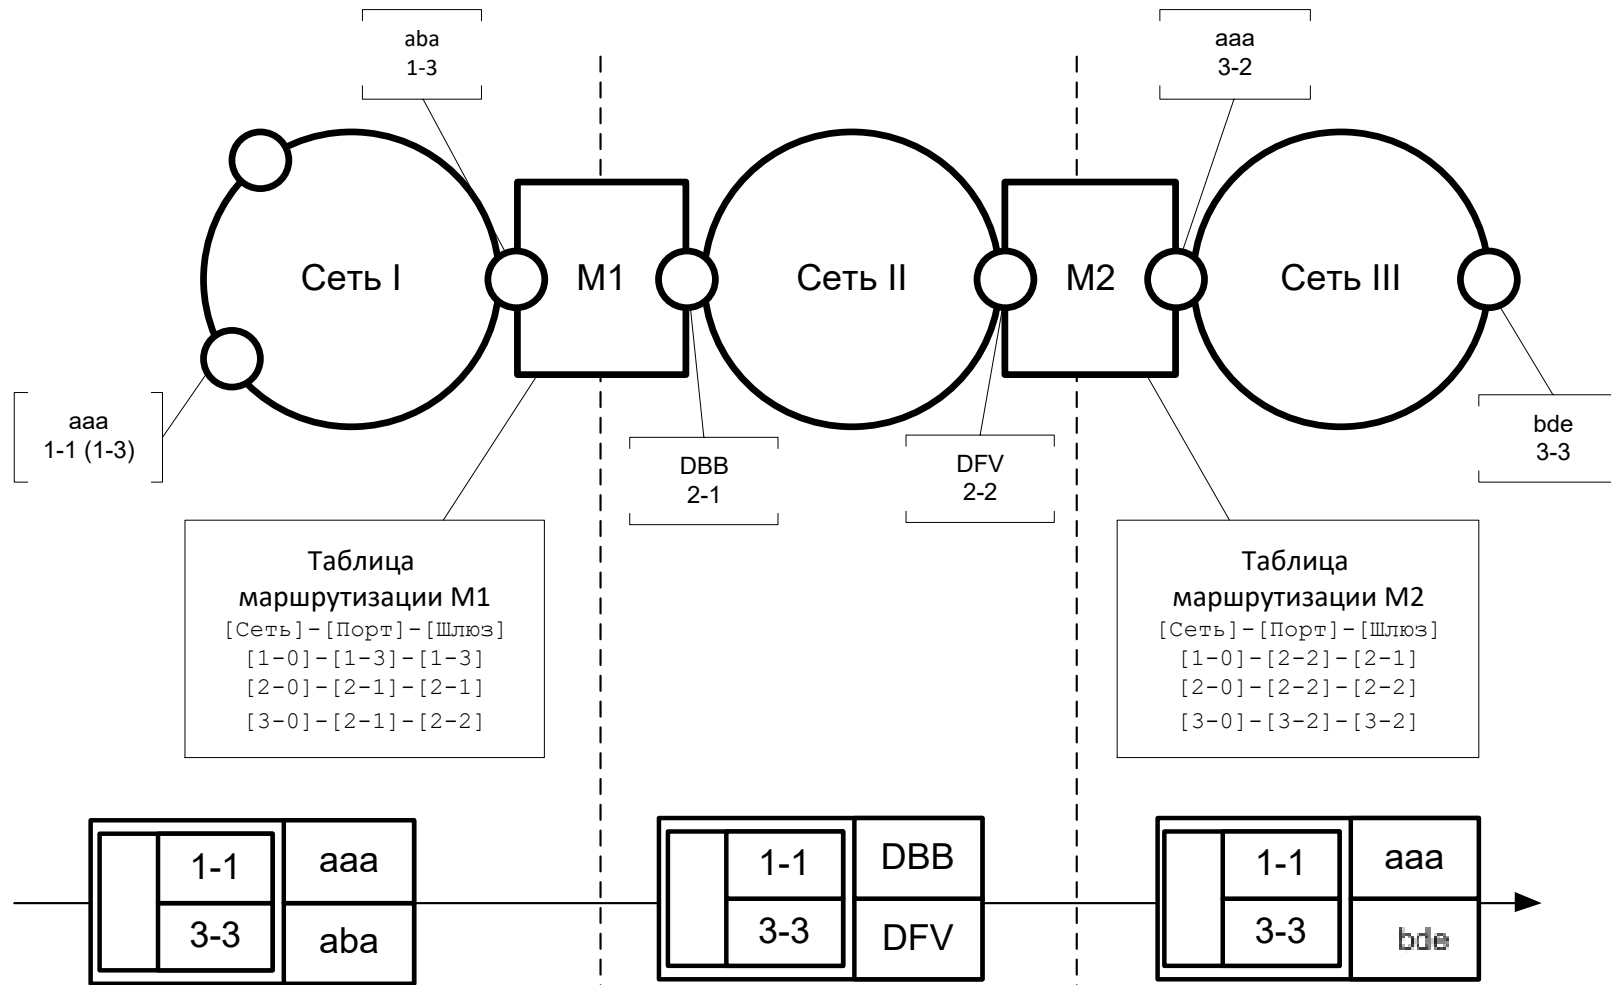 aba
1-3
aaa
3-2
Сеть I
M1
Сеть II
M2
Сеть III
aaa
1-1 (1-3)
DBB
2-1
DFV
2-2
bde
3-3
Таблица
маршрутизации М1
[Сеть]-[Порт]-[Шлюз]
[1-0]-[1-3]-[1-3]
[2-0]-[2-1]-[2-1]
[3-0]-[2-1]-[2-2]
Таблица
маршрутизации М2
[Сеть]-[Порт]-[Шлюз]
[1-0]-[2-2]-[2-1]
[2-0]-[2-2]-[2-2]
[3-0]-[3-2]-[3-2]
1-1
aaa
3-3
aba
1-1
DBB
3-3
DFV
1-1
aaa
3-3
bde